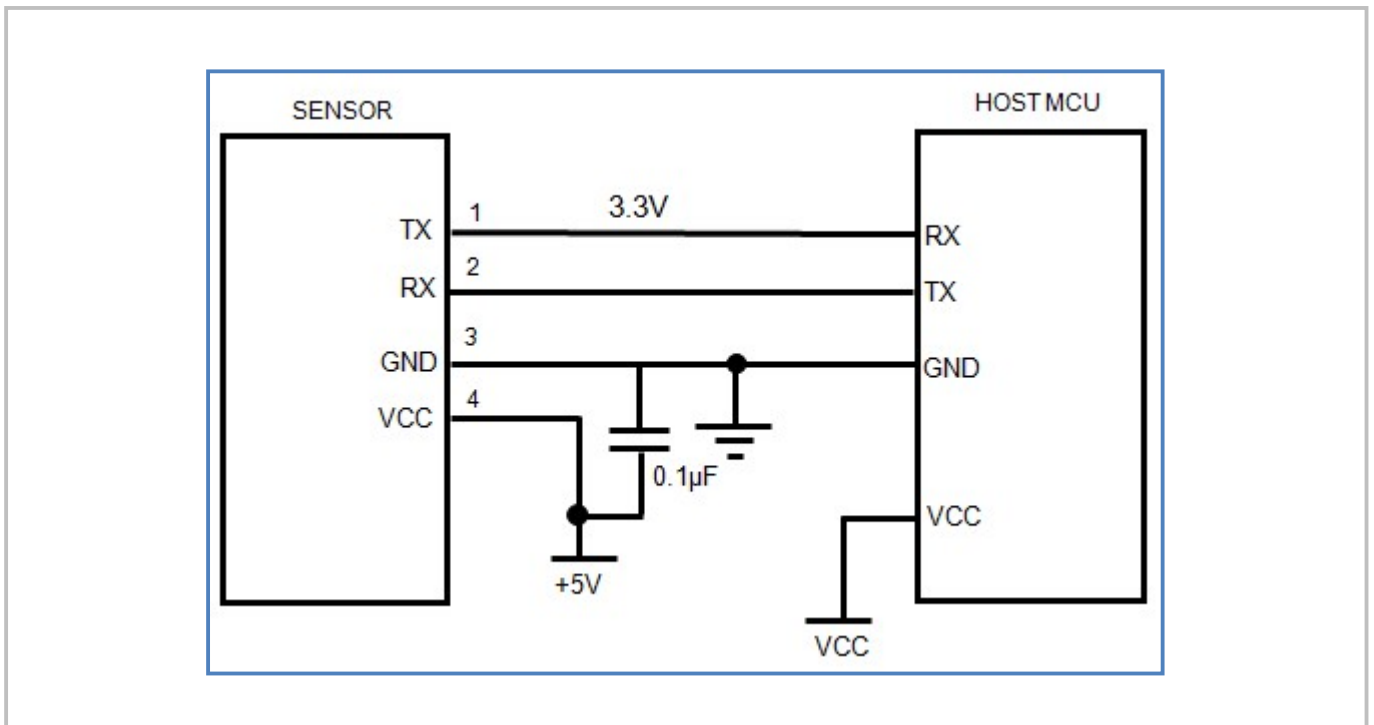 SENSOR
HOST MCU
1
3.3V
TX
RX
2
RX
TX
3
GND
GND
4
VCC
0.1µF
VCC
+5V
VCC